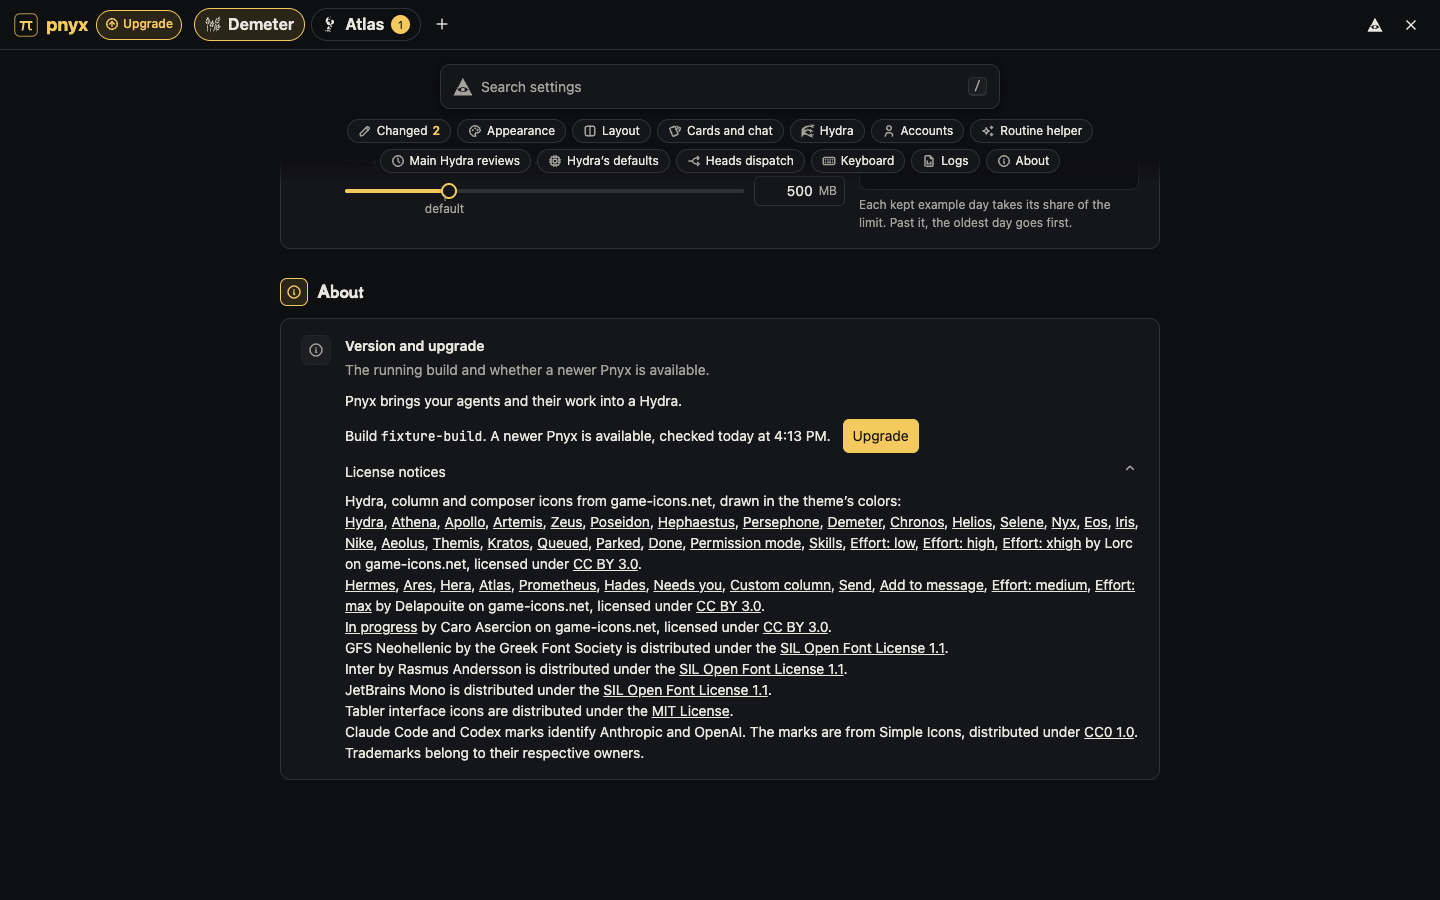 π pnyx Upgrade Demeter Atlas 1 +
Search settings /
Changed 2 Appearance Layout Cards and chat Hydra Accounts Routine helper
Main Hydra reviews Hydra’s defaults Heads dispatch Keyboard Logs About
500 MB
default
Each kept example day takes its share of the
limit. Past it, the oldest day goes first.
About
Version and upgrade
The running build and whether a newer Pnyx is available.
Pnyx brings your agents and their work into a Hydra.
Build fixture-build. A newer Pnyx is available, checked today at 4:13 PM. Upgrade
License notices
Hydra, column and composer icons from game-icons.net, drawn in the theme’s colors:
Hydra, Athena, Apollo, Artemis, Zeus, Poseidon, Hephaestus, Persephone, Demeter, Chronos, Helios, Selene, Nyx, Eos, Iris,
Nike, Aeolus, Themis, Kratos, Queued, Parked, Done, Permission mode, Skills, Effort: low, Effort: high, Effort: xhigh by Lorc
on game-icons.net, licensed under CC BY 3.0.
Hermes, Ares, Hera, Atlas, Prometheus, Hades, Needs you, Custom column, Send, Add to message, Effort: medium, Effort:
max by Delapouite on game-icons.net, licensed under CC BY 3.0.
In progress by Caro Asercion on game-icons.net, licensed under CC BY 3.0.
GFS Neohellenic by the Greek Font Society is distributed under the SIL Open Font License 1.1.
Inter by Rasmus Andersson is distributed under the SIL Open Font License 1.1.
JetBrains Mono is distributed under the SIL Open Font License 1.1.
Tabler interface icons are distributed under the MIT License.
Claude Code and Codex marks identify Anthropic and OpenAI. The marks are from Simple Icons, distributed under CC0 1.0.
Trademarks belong to their respective owners.